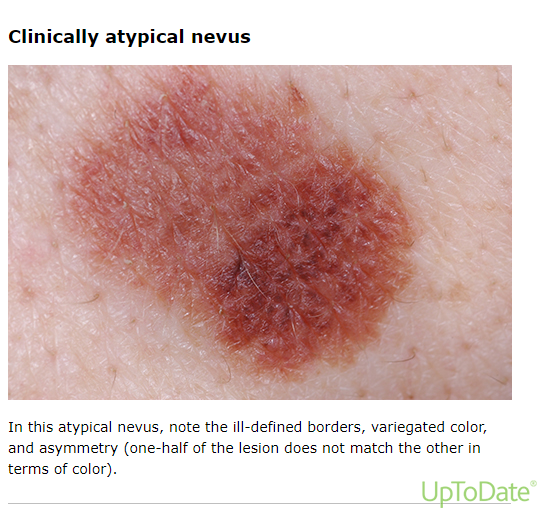 Clinically atypical nevus
In this atypical nevus, note the ill-defined borders, variegated color,
and asymmetry (one-half of the lesion does not match the other in
terms of color).
UpToDate®